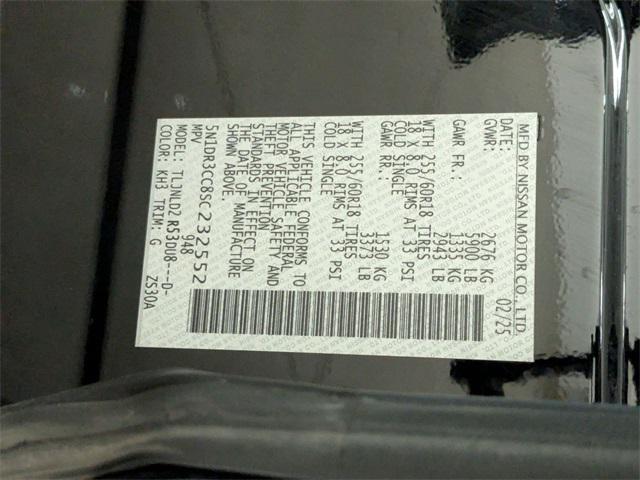 MFD BY NISSAN MOTOR CO., LTD.
DATE: 02/25
GVWR: 2676 KG
5900 LB
GAWR FR.: 1335 KG
2943 LB
WITH 255/60R18 TIRES
18 X 8.0 RIMS AT 33 PSI
COLD SINGLE
GAWR RR.: 1530 KG
3373 LB
WITH 255/60R18 TIRES
18 X 8.0 RIMS AT 33 PSI
COLD SINGLE
THIS VEHICLE CONFORMS TO
ALL APPLICABLE FEDERAL
MOTOR VEHICLE SAFETY AND
THEFT PREVENTION
STANDARDS IN EFFECT ON
THE DATE OF MANUFACTURE
SHOWN ABOVE.
5N1DR3CC8SC232552
MPV 948
MODEL: TLJNLD2 R53DU8---D-
COLOR: KH3 TRIM: G ZS30A